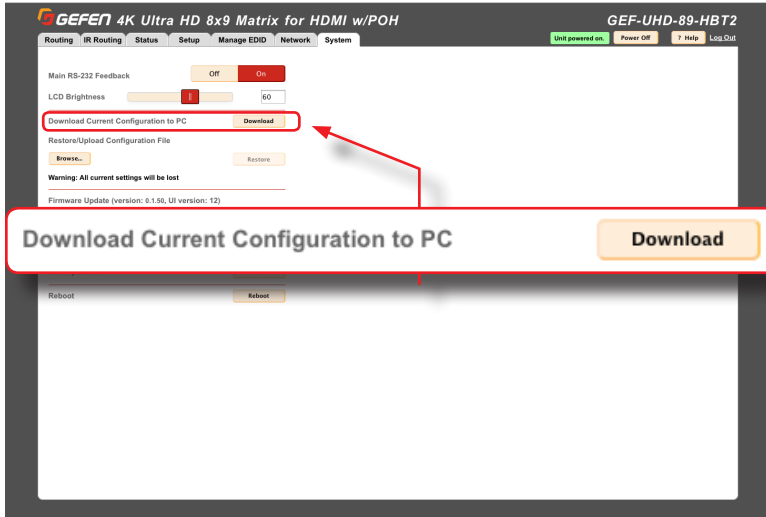 GEFEN 4K Ultra HD 8x9 Matrix for HDMI w/POH GEF-UHD-89-HBT2
Routing IR Routing Status Setup Manage EDID Network System Unit powered on. Power Off ? Help Log Out
Main RS-232 Feedback Off On
LCD Brightness 60
Download Current Configuration to PC Download
Restore/Upload Configuration File
Browse... Restore
Warning: All current settings will be lost
Firmware Update (version: 0.1.50, UI version: 12)
Download Current Configuration to PC Download
Reboot Reboot